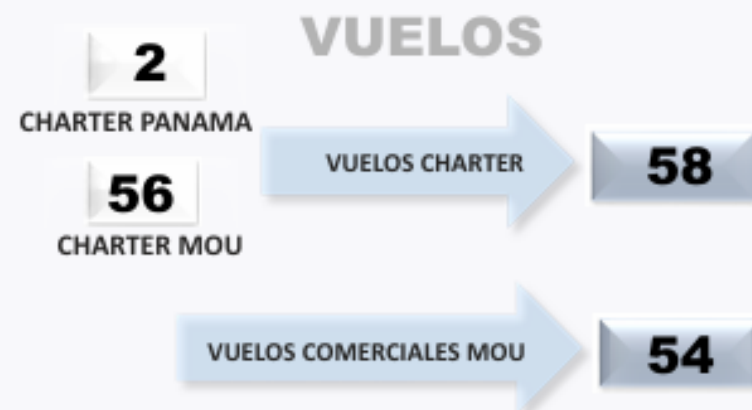 VUELOS
2
CHARTER PANAMA
56
CHARTER MOU
VUELOS CHARTER
58
VUELOS COMERCIALES MOU
54